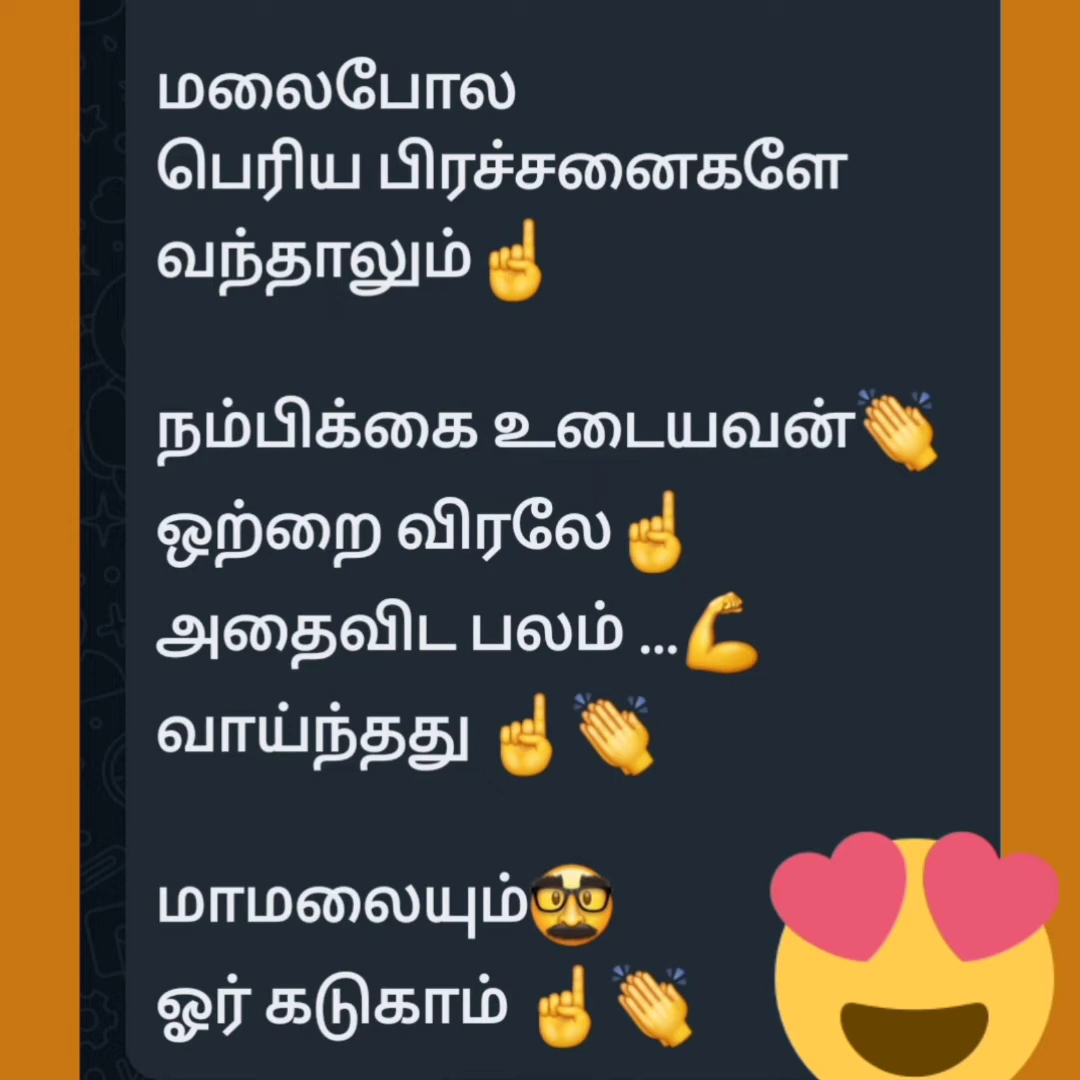 மலைபோல
பெரிய பிரச்சனைகளே
வந்தாலும் ☝️
நம்பிக்கை உடையவன்👏
ஒற்றை விரலே ☝️
அதைவிட பலம் ...💪
வாய்ந்தது ☝️👏
மாமலையும்🥸
ஓர் கடுகாம் ☝️👏